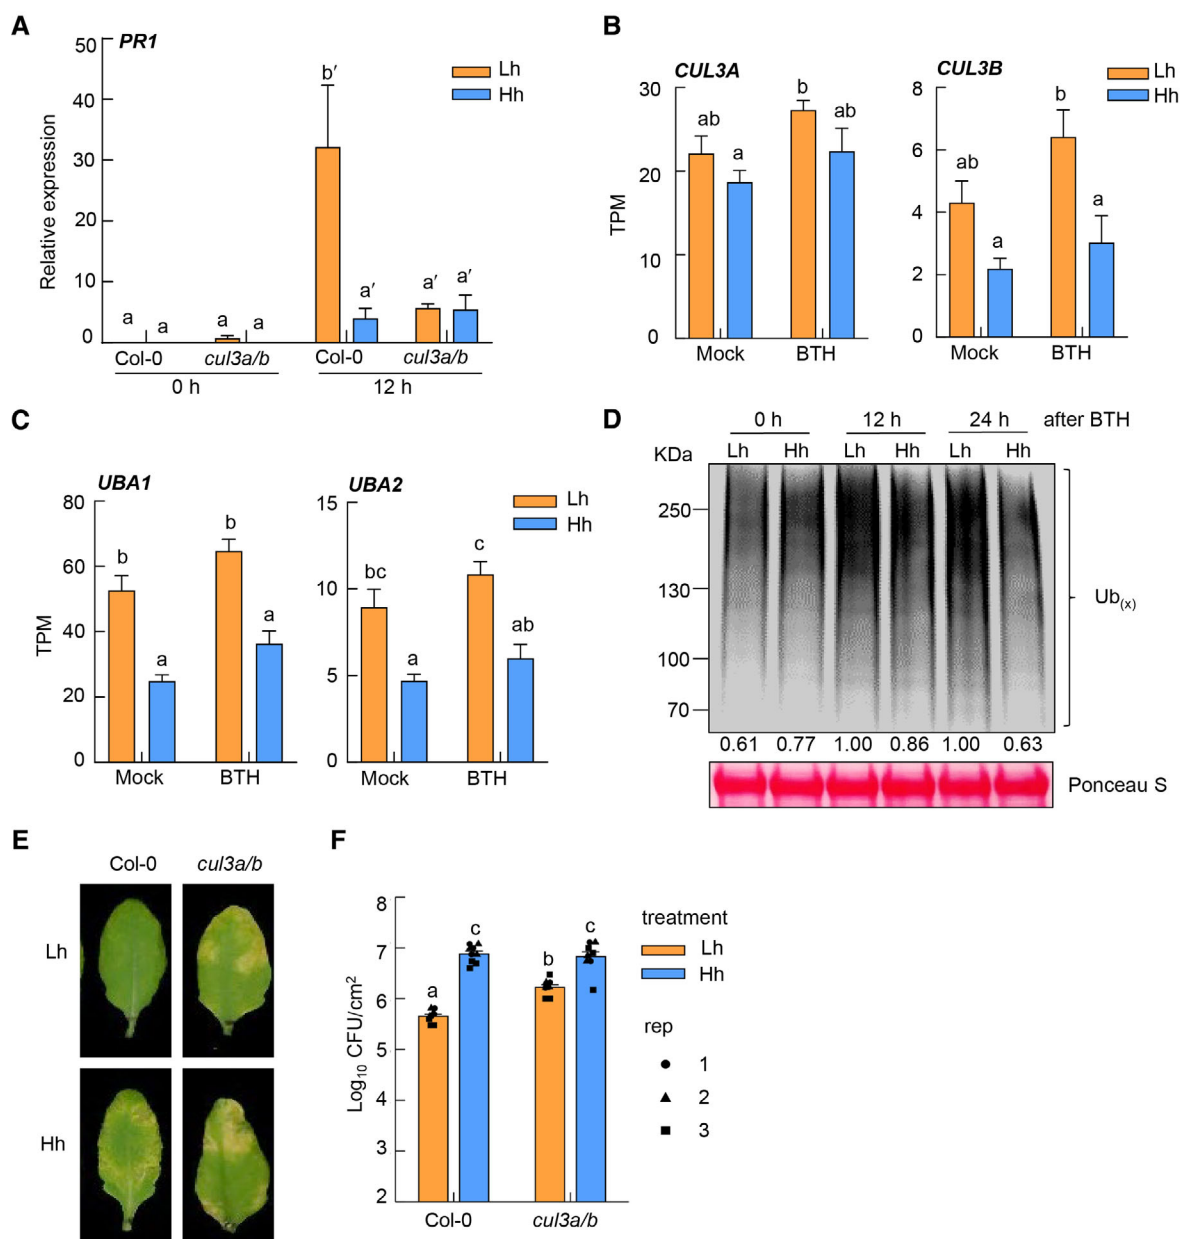 A
PR1
Lh
Hh
Relative expression
50
40
30
20
10
0
a
a
a
a
b′
a′
a′
a′
Col-0
cul3a/b
Col-0
cul3a/b
0 h
12 h
B
CUL3A
CUL3B
Lh
Hh
TPM
30
20
10
0
ab
a
b
ab
Mock
BTH
8
6
4
2
0
ab
a
b
a
Mock
BTH
C
UBA1
UBA2
Lh
Hh
TPM
80
60
40
20
0
b
a
b
a
Mock
BTH
15
10
5
0
bc
a
c
ab
Mock
BTH
D
0 h
12 h
24 h
after BTH
KDa
Lh
Hh
Lh
Hh
Lh
Hh
250
130
100
70
Ub(x)
0.61
0.77
1.00
0.86
1.00
0.63
Ponceau S
E
Col-0
cul3a/b
Lh
Hh
F
Log10 CFU/cm2
8
7
6
5
4
3
2
a
c
b
c
Col-0
cul3a/b
treatment
Lh
Hh
rep
1
2
3